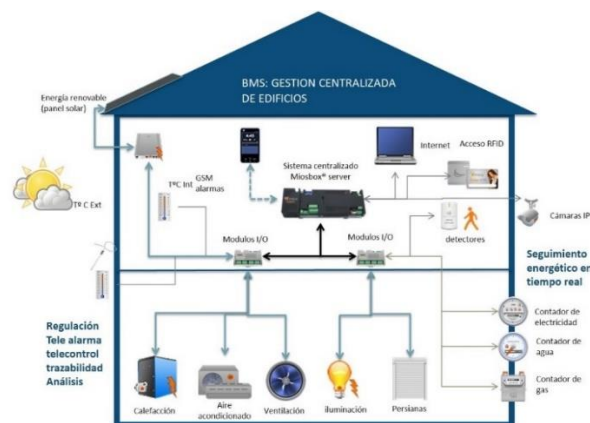 BMS: GESTION CENTRALIZADA
DE EDIFICIOS
Energía renovable
(panel solar)
Internet
Acceso RFID
Sistema centralizado
Miosbox® server
TºC Int
GSM
alarmas
Tº C Ext
Cámaras IP
detectores
Modulos I/O
Modulos I/O
Seguimiento
energético en
tiempo real
Regulación
Tele alarma
telecontrol
trazabilidad
Análisis
Contador de
electricidad
Contador de
agua
Contador de
gas
Calefacción
Aire
acondicionado
Ventilación
iluminación
Persianas